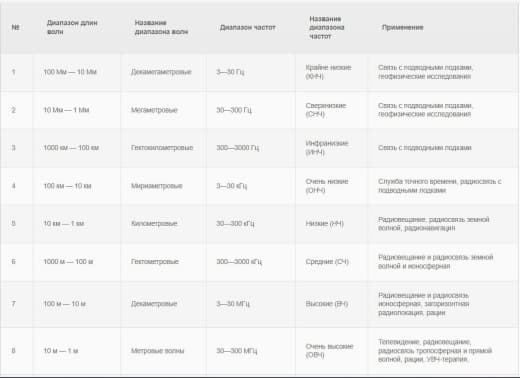 № Диапазон длин волн Название диапазона волн Диапазон частот Название диапазона частот Применение
1 100 Мм — 10 Мм Декамегаметровые 3—30 Гц Крайне низкие (КНЧ) Связь с подводными лодками, геофизические исследования
2 10 Мм — 1 Мм Мегаметровые 30—300 Гц Сверхнизкие (СНЧ) Связь с подводными лодками, геофизические исследования
3 1000 км — 100 км Гектокилометровые 300—3000 Гц Инфранизкие (ИНЧ) Связь с подводными лодками
4 100 км — 10 км Мириаметровые 3—30 кГц Очень низкие (ОНЧ) Служба точного времени, радиосвязь с подводными лодками
5 10 км — 1 км Километровые 30—300 кГц Низкие (НЧ) Радиовещание, радиосвязь земной волной, радионавигация
6 1000 м — 100 м Гектометровые 300—3000 кГц Средние (СЧ) Радиовещание и радиосвязь земной волной и ионосферная
7 100 м — 10 м Декаметровые 3—30 МГц Высокие (ВЧ) Радиовещание и радиосвязь ионосферная, загоризонтная радиолокация, рации
8 10 м — 1 м Метровые волны 30—300 МГц Очень высокие (ОВЧ) Телевидение, радиовещание, радиосвязь тропосферная и прямой волной, рации, УВЧ-терапия,